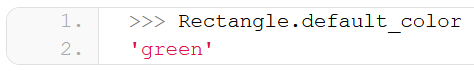 1. >>> Rectangle.default_color
2. 'green'